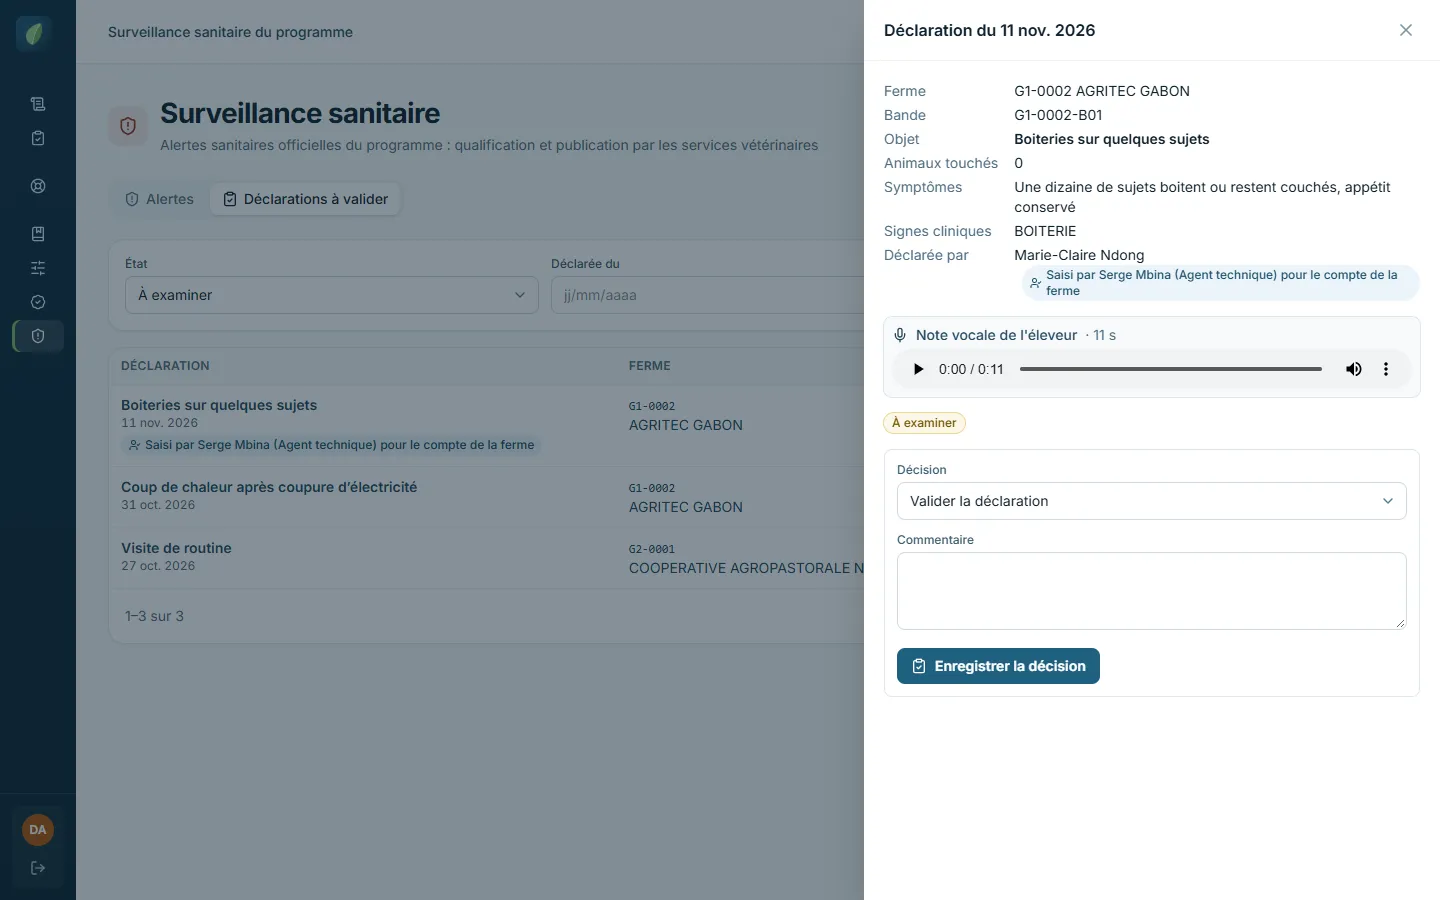 Surveillance sanitaire du programme
Surveillance sanitaire
Alertes sanitaires officielles du programme : qualification et publication par les services vétérinaires
Alertes
Déclarations à valider
État
À examiner
Déclarée du
jj/mm/aaaa
DÉCLARATION
FERME
Boiteries sur quelques sujets
11 nov. 2026
Saisi par Serge Mbina (Agent technique) pour le compte de la ferme
G1-0002
AGRITEC GABON
Coup de chaleur après coupure d'électricité
31 oct. 2026
G1-0002
AGRITEC GABON
Visite de routine
27 oct. 2026
G2-0001
COOPERATIVE AGROPASTORALE N
1–3 sur 3
DA
Déclaration du 11 nov. 2026
Ferme
G1-0002 AGRITEC GABON
Bande
G1-0002-B01
Objet
Boiteries sur quelques sujets
Animaux touchés
0
Symptômes
Une dizaine de sujets boitent ou restent couchés, appétit
conservé
Signes cliniques
BOITERIE
Déclarée par
Marie-Claire Ndong
Saisi par Serge Mbina (Agent technique) pour le compte de la
ferme
Note vocale de l'éleveur · 11 s
0:00 / 0:11
À examiner
Décision
Valider la déclaration
Commentaire
Enregistrer la décision